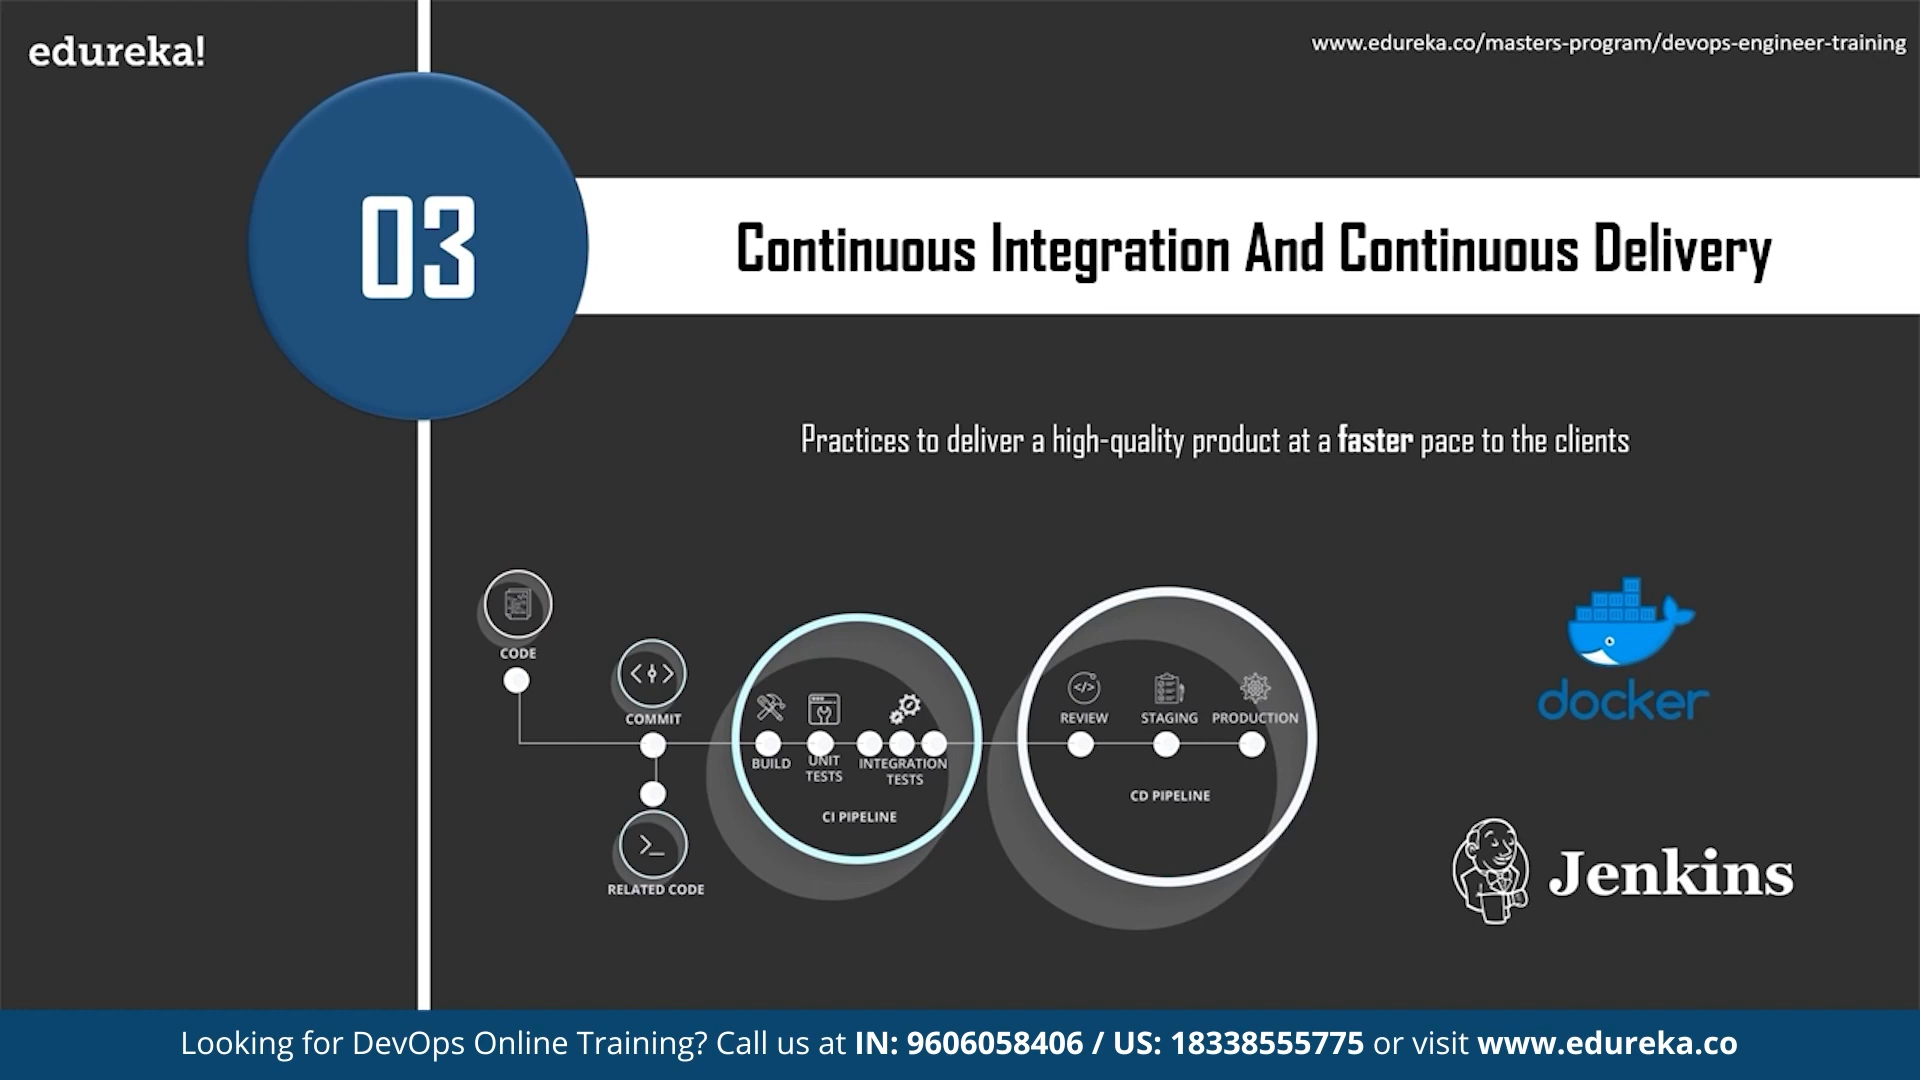 edureka!
www.edureka.co/masters-program/devops-engineer-training
03
Continuous Integration And Continuous Delivery
Practices to deliver a high-quality product at a faster pace to the clients
CODE
COMMIT
RELATED CODE
BUILD
UNIT
TESTS
INTEGRATION
TESTS
CI PIPELINE
REVIEW
STAGING
PRODUCTION
CD PIPELINE
docker
Jenkins
Looking for DevOps Online Training? Call us at IN: 9606058406 / US: 18338555775 or visit www.edureka.co